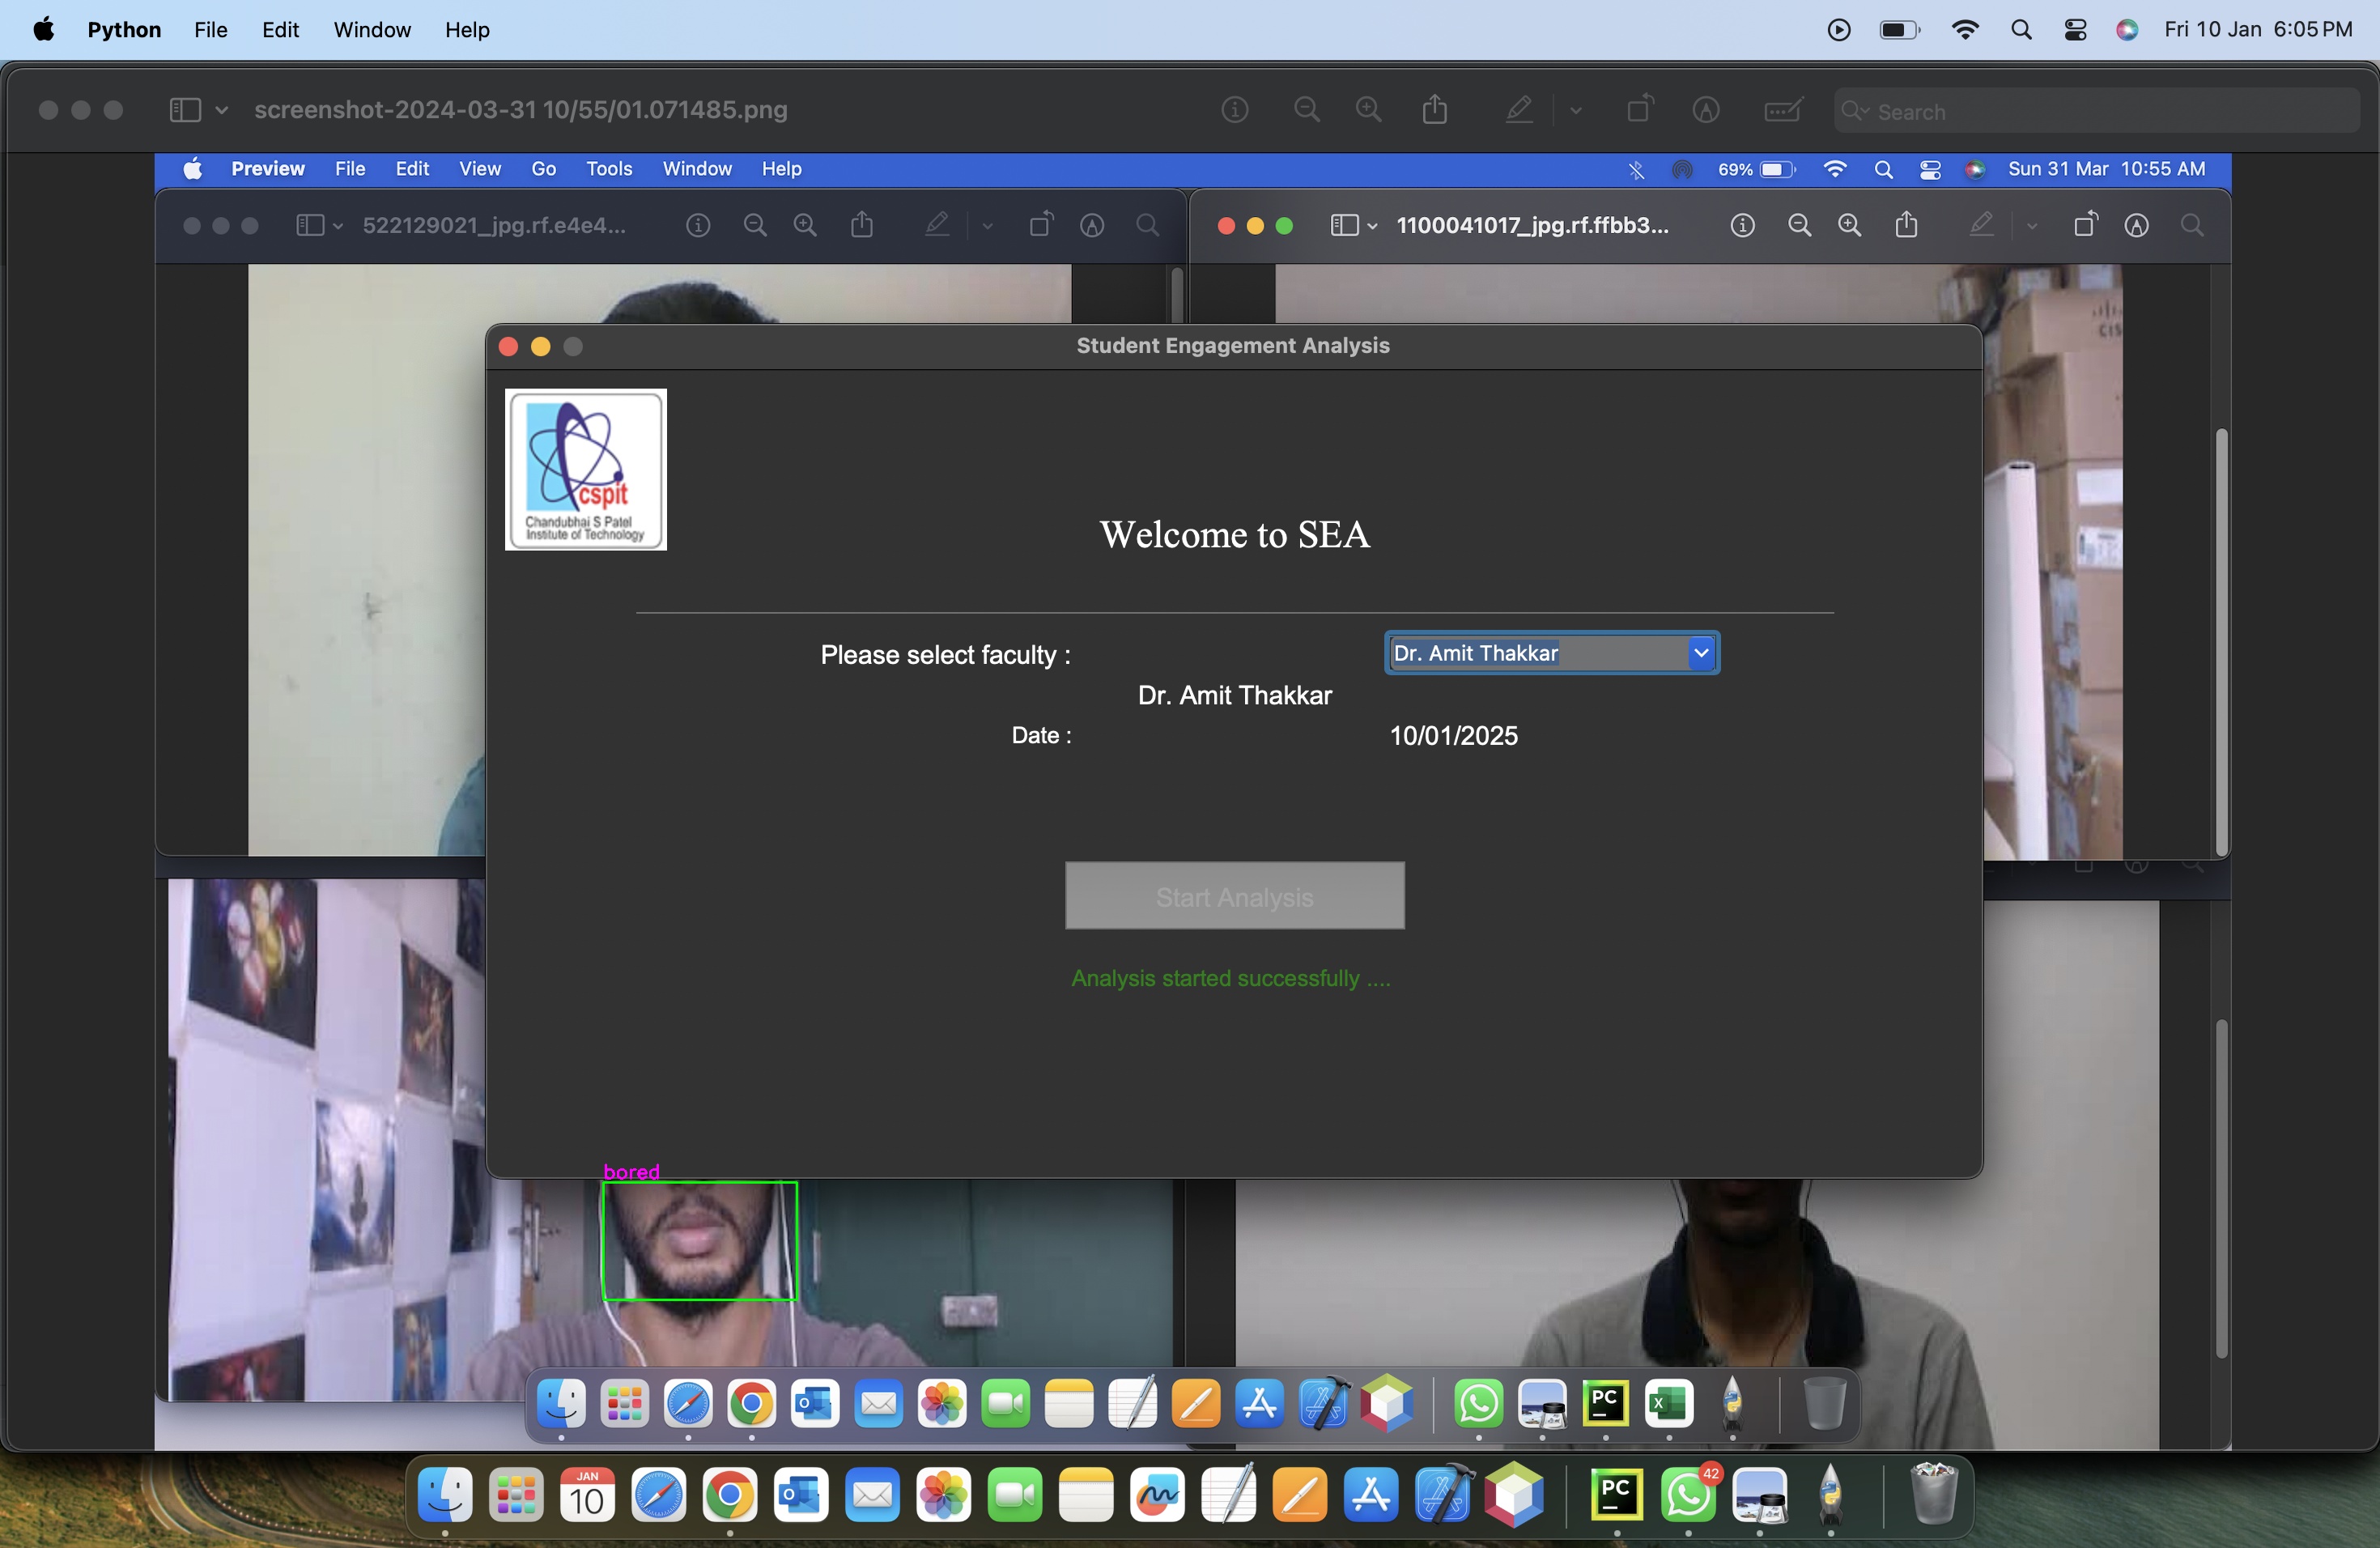 Python File Edit Window Help Fri 10 Jan 6:05 PM
screenshot-2024-03-31 10/55/01.071485.png Search
Preview File Edit View Go Tools Window Help 69% Sun 31 Mar 10:55 AM
522129021_jpg.rf.e4e4... 1100041017_jpg.rf.ffbb3...
Student Engagement Analysis
cspit
Chandubhai S Patel
Institute of Technology
Welcome to SEA
Please select faculty : Dr. Amit Thakkar
Dr. Amit Thakkar
Date : 10/01/2025
Start Analysis
Analysis started successfully ....
bored
PC
JAN
10
PC
42